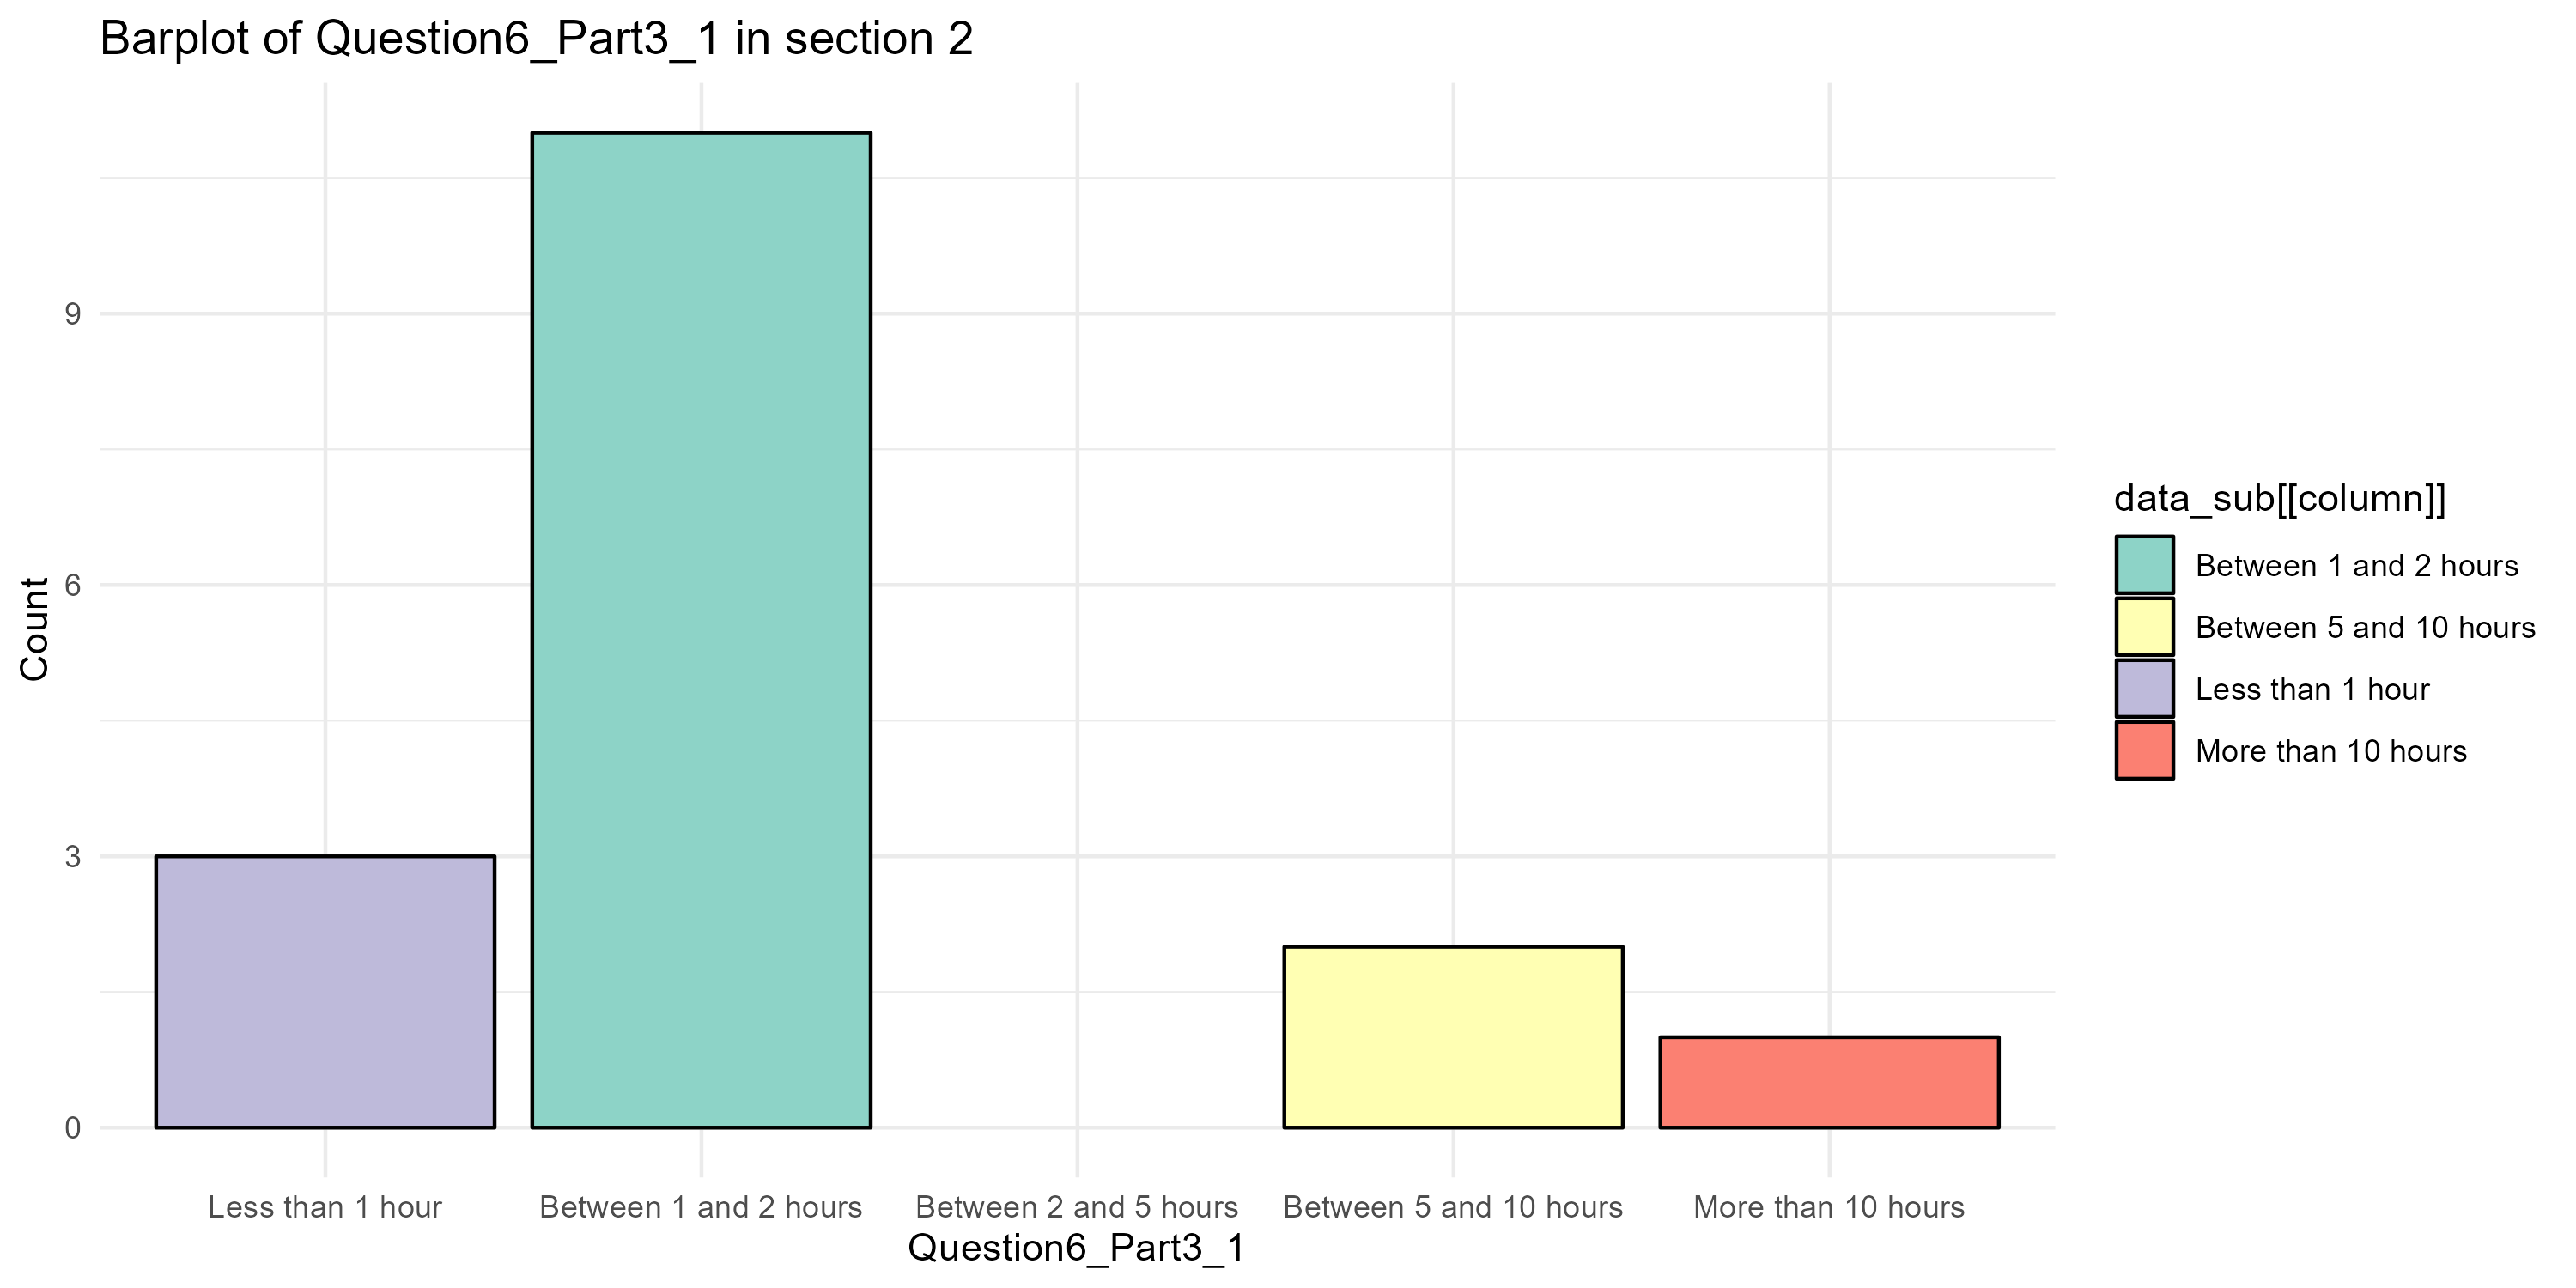 Barplot of Question6_Part3_1 in section 2
Count
9
6
3
0
Less than 1 hour
Between 1 and 2 hours
Between 2 and 5 hours
Between 5 and 10 hours
More than 10 hours
Question6_Part3_1
data_sub[[column]]
Between 1 and 2 hours
Between 5 and 10 hours
Less than 1 hour
More than 10 hours